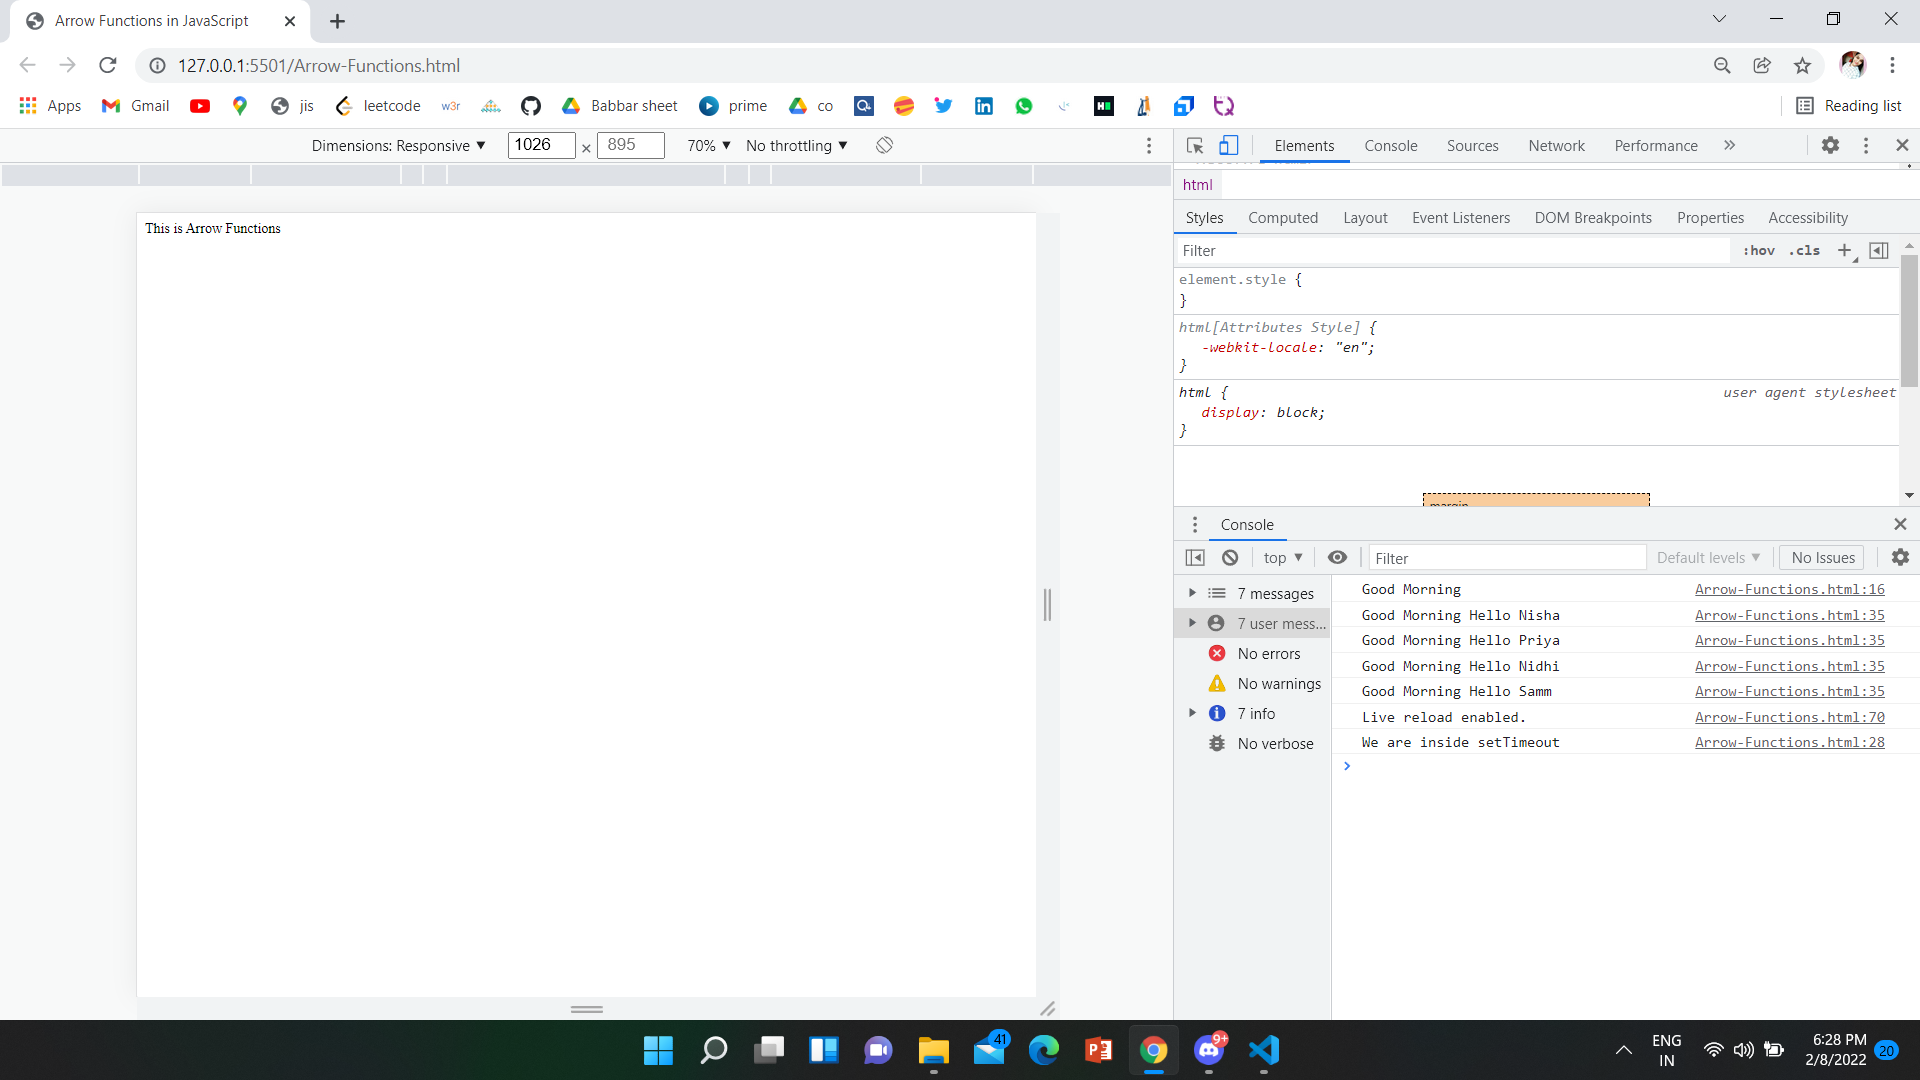 Arrow Functions in JavaScript
127.0.0.1:5501/Arrow-Functions.html
Apps Gmail jis leetcode w3r Babbar sheet prime co Reading list
Dimensions: Responsive 1026 × 895 70% No throttling
Elements Console Sources Network Performance
html
Styles Computed Layout Event Listeners DOM Breakpoints Properties Accessibility
Filter :hov .cls
This is Arrow Functions
element.style {
}
html[Attributes Style] {
-webkit-locale: "en";
}
html { user agent stylesheet
display: block;
}
margin
Console
top Filter Default levels No Issues
7 messages
7 user mess...
No errors
No warnings
7 info
No verbose
Good Morning Arrow-Functions.html:16
Good Morning Hello Nisha Arrow-Functions.html:35
Good Morning Hello Priya Arrow-Functions.html:35
Good Morning Hello Nidhi Arrow-Functions.html:35
Good Morning Hello Samm Arrow-Functions.html:35
Live reload enabled. Arrow-Functions.html:70
We are inside setTimeout Arrow-Functions.html:28
41
9+
ENG
IN
6:28 PM
2/8/2022
20